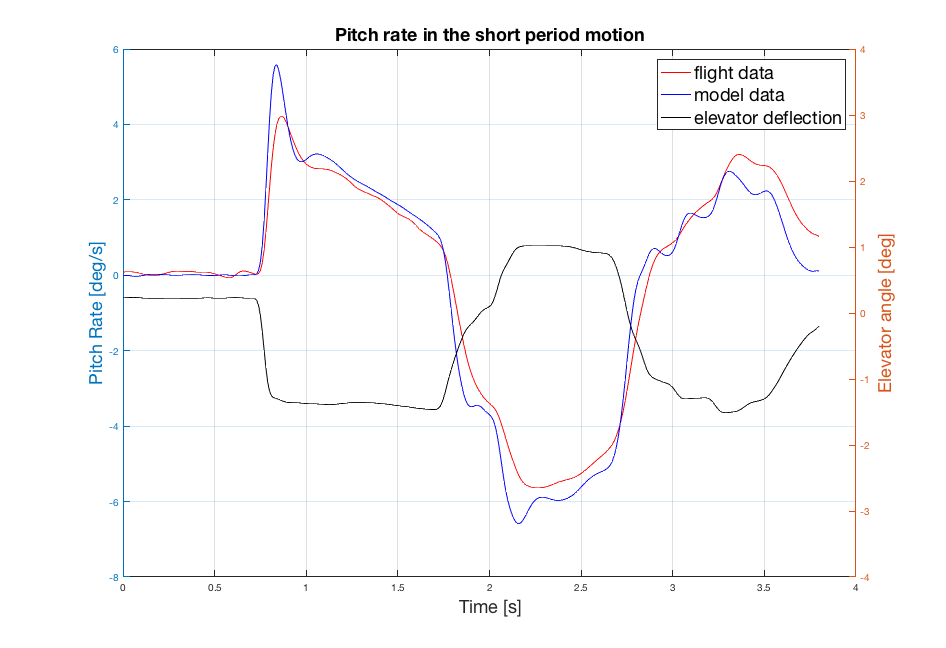 Pitch rate in the short period motion
flight data
model data
elevator deflection
Pitch Rate [deg/s]
6
4
2
0
-2
-4
-6
-8
Elevator angle [deg]
4
3
2
1
0
-1
-2
-3
-4
0 0.5 1 1.5 2 2.5 3 3.5 4
Time [s]